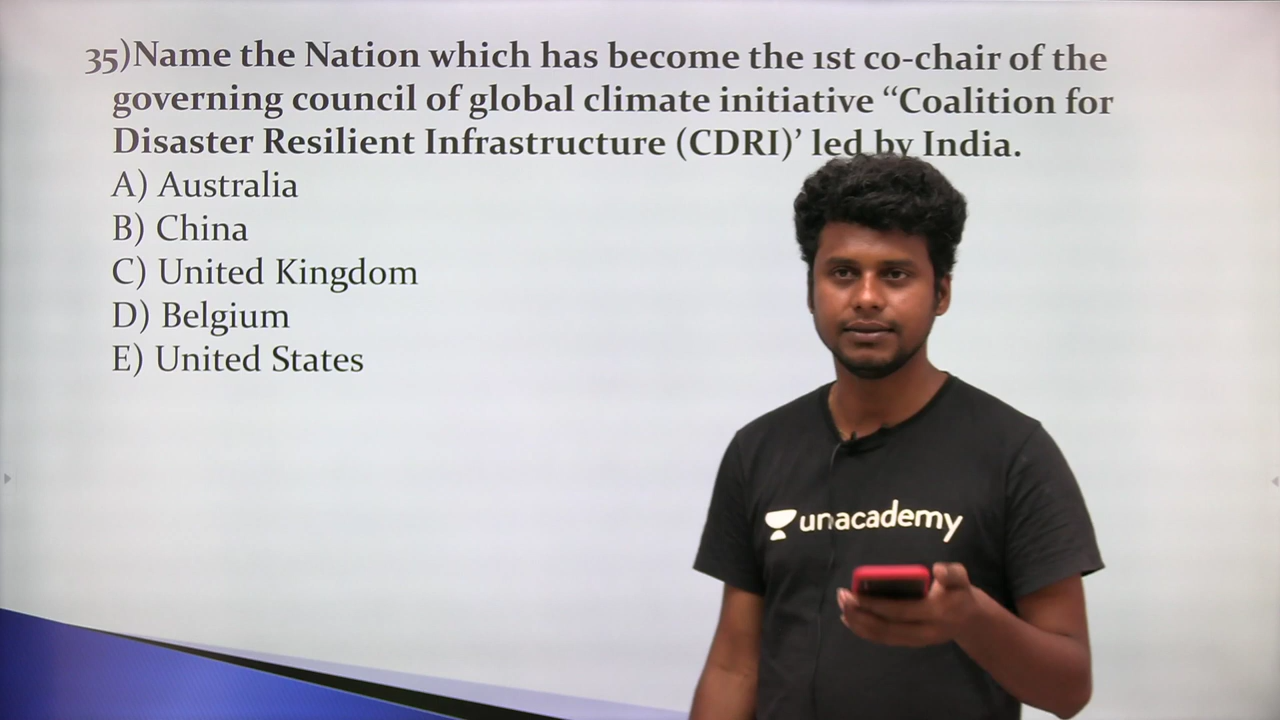 35)Name the Nation which has become the 1st co-chair of the
governing council of global climate initiative “Coalition for
Disaster Resilient Infrastructure (CDRI)’ led by India.
A) Australia
B) China
C) United Kingdom
D) Belgium
E) United States
unacademy